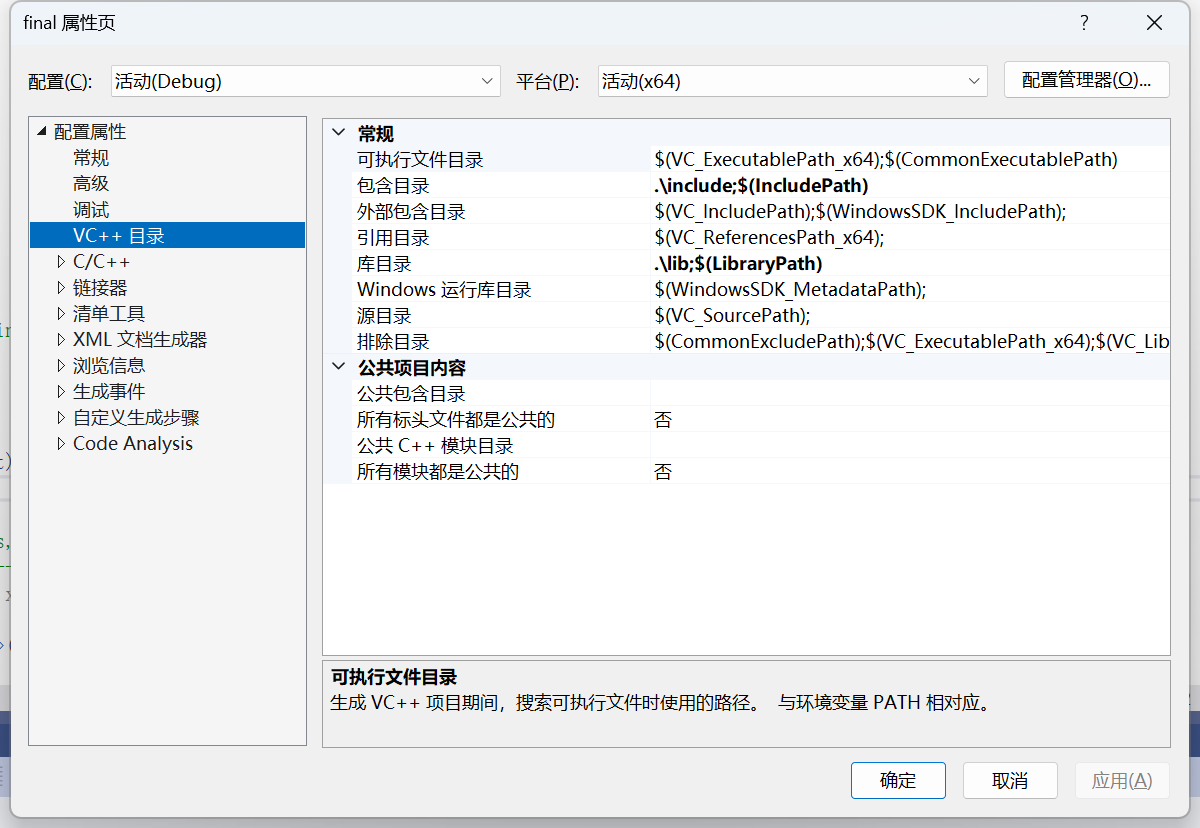 final 属性页
配置(C): 活动(Debug) 平台(P): 活动(x64) 配置管理器(O)...
配置属性
常规
高级
调试
VC++ 目录
C/C++
链接器
清单工具
XML 文档生成器
浏览信息
生成事件
自定义生成步骤
Code Analysis
常规
可执行文件目录 $(VC_ExecutablePath_x64);$(CommonExecutablePath)
包含目录 .\include;$(IncludePath)
外部包含目录 $(VC_IncludePath);$(WindowsSDK_IncludePath);
引用目录 $(VC_ReferencesPath_x64);
库目录 .\lib;$(LibraryPath)
Windows 运行库目录 $(WindowsSDK_MetadataPath);
源目录 $(VC_SourcePath);
排除目录 $(CommonExcludePath);$(VC_ExecutablePath_x64);$(VC_Lib
公共项目内容
公共包含目录
所有标头文件都是公共的 否
公共 C++ 模块目录
所有模块都是公共的 否
可执行文件目录
生成 VC++ 项目期间，搜索可执行文件时使用的路径。 与环境变量 PATH 相对应。
确定 取消 应用(A)